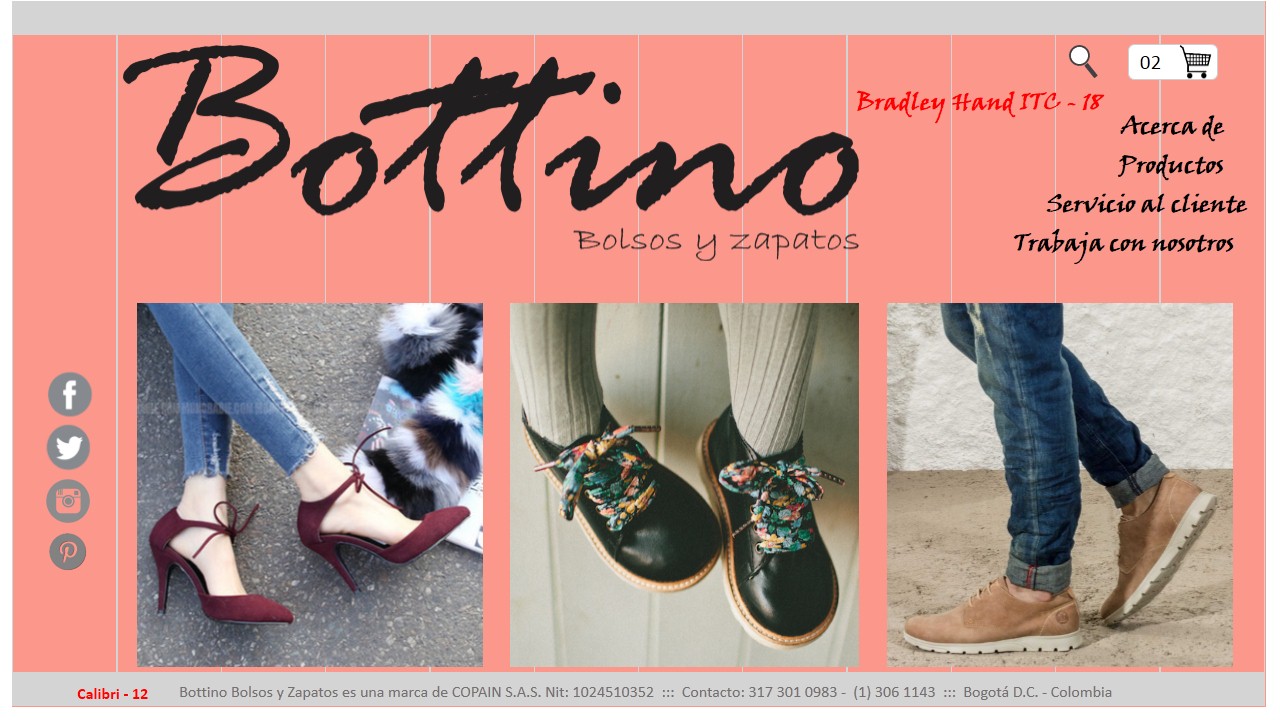 Bottino
Bolsos y zapatos
02
Bradley Hand ITC - 18
Acerca de
Productos
Servicio al cliente
Trabaja con nosotros
Calibri - 12
Bottino Bolsos y Zapatos es una marca de COPAIN S.A.S. Nit: 1024510352 ::: Contacto: 317 301 0983 - (1) 306 1143 ::: Bogotá D.C. - Colombia